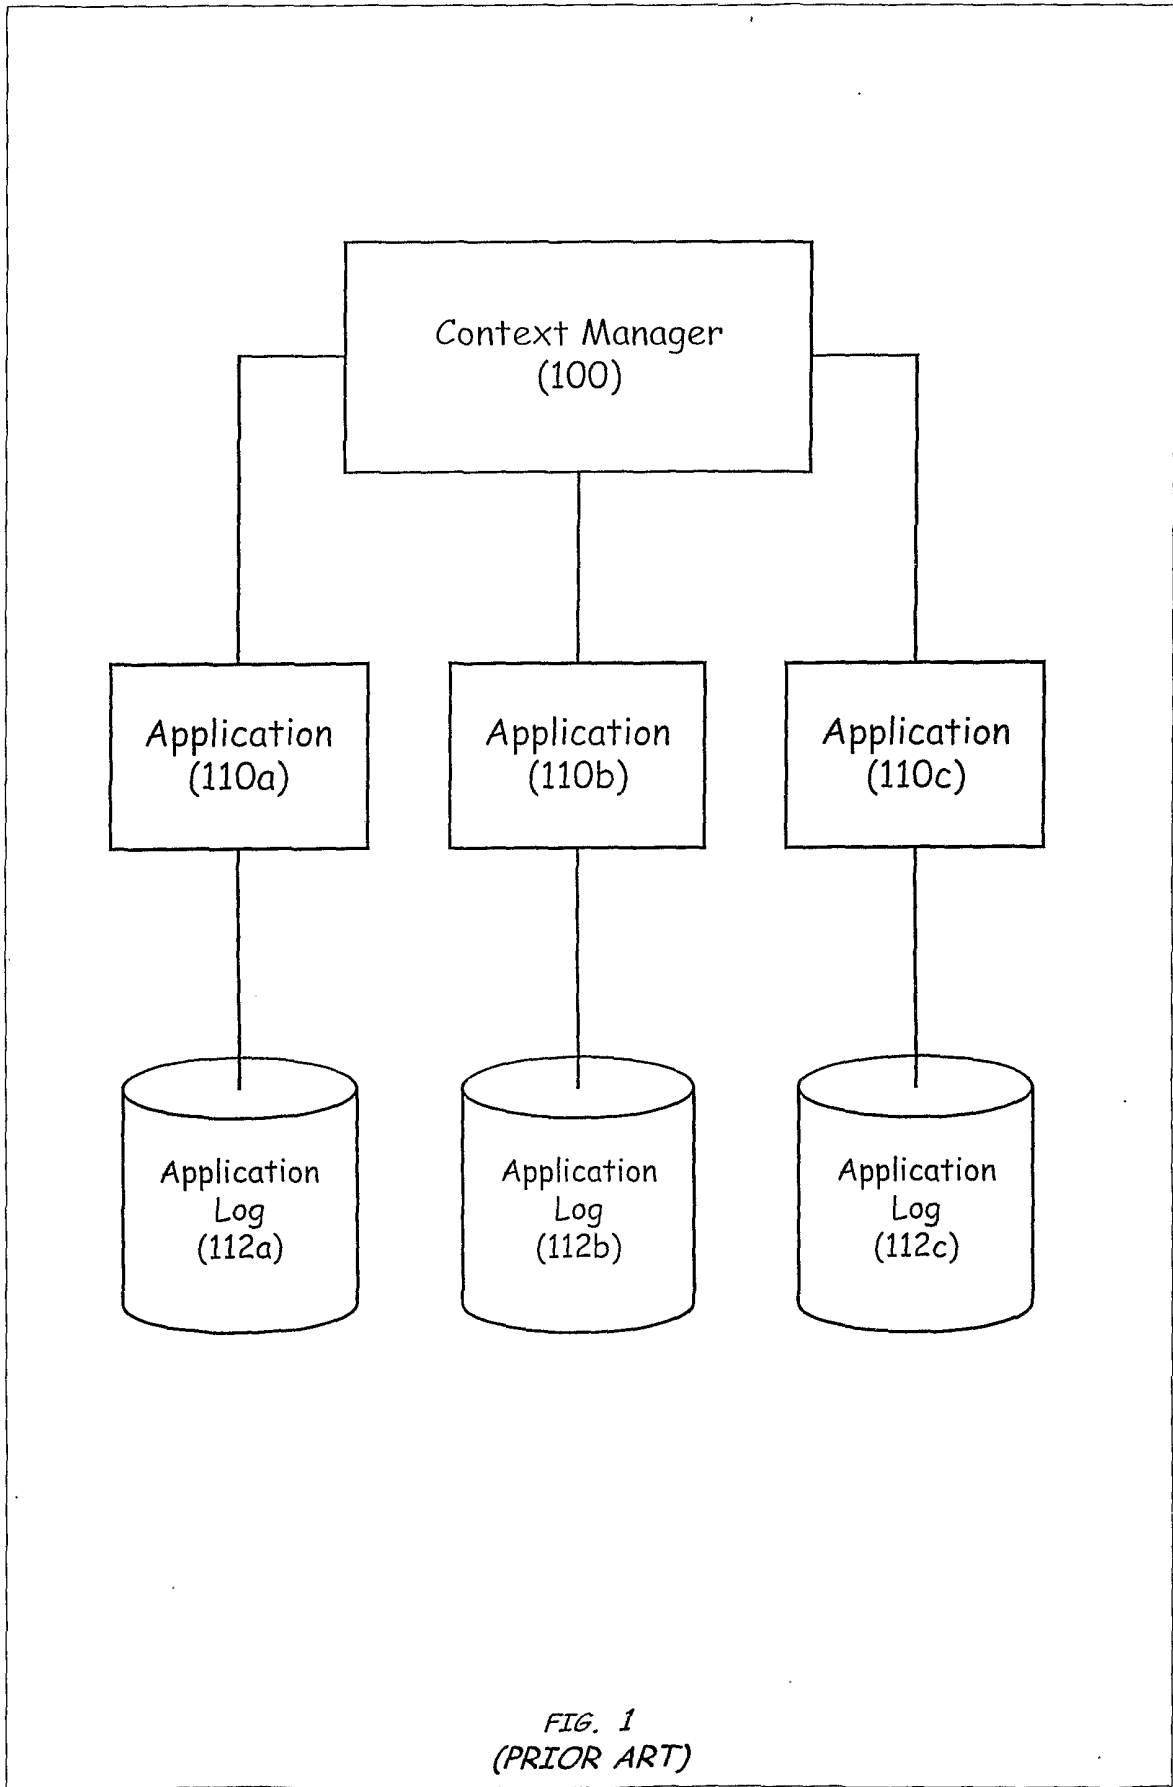 Context Manager
(100)
Application
(110a)
Application
(110b)
Application
(110c)
Application
Log
(112a)
Application
Log
(112b)
Application
Log
(112c)
FIG. 1
(PRIOR ART)